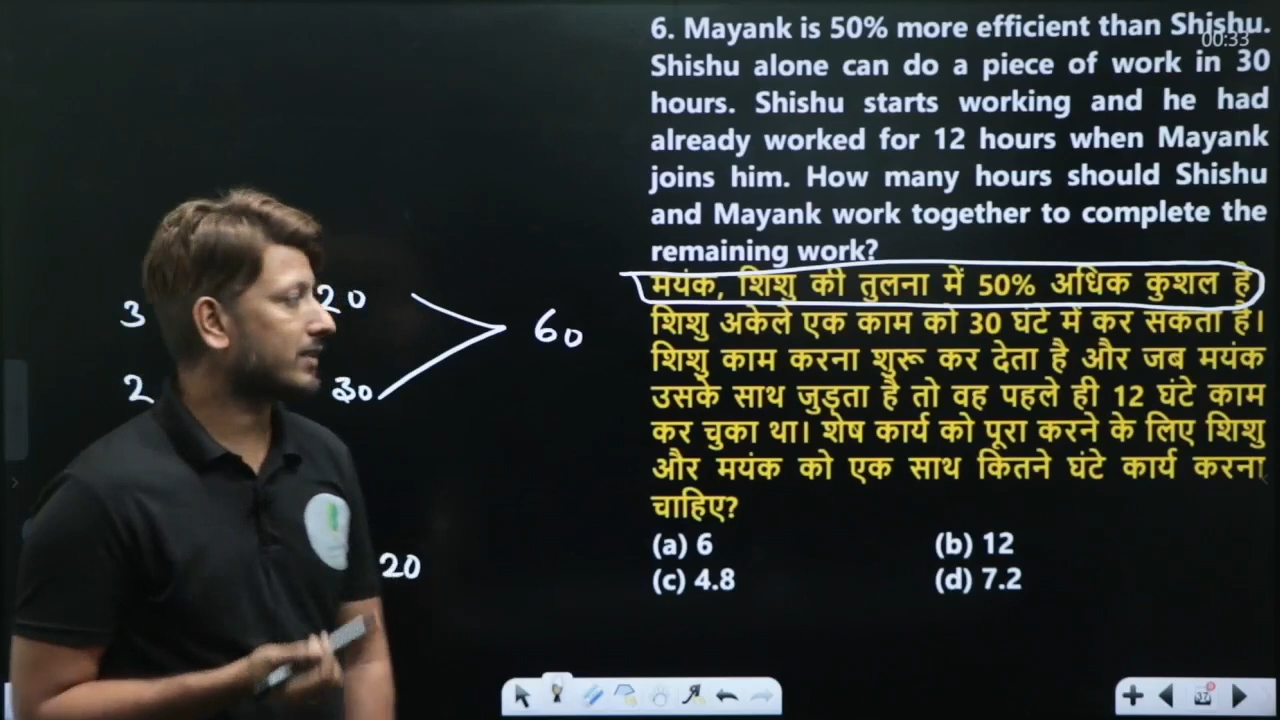 6. Mayank is 50% more efficient than Shishu.
00:33
Shishu alone can do a piece of work in 30
hours. Shishu starts working and he had
already worked for 12 hours when Mayank
joins him. How many hours should Shishu
and Mayank work together to complete the
remaining work?
मयंक, शिशु की तुलना में 50% अधिक कुशल है
शिशु अकेले एक काम को 30 घंटे में कर सकता है।
शिशु काम करना शुरू कर देता है और जब मयंक
उसके साथ जुड़ता है तो वह पहले ही 12 घंटे काम
कर चुका था। शेष कार्य को पूरा करने के लिए शिशु
और मयंक को एक साथ कितने घंटे कार्य करना
चाहिए?
(a) 6 (b) 12
(c) 4.8 (d) 7.2
3 20
60
2 30
20
37